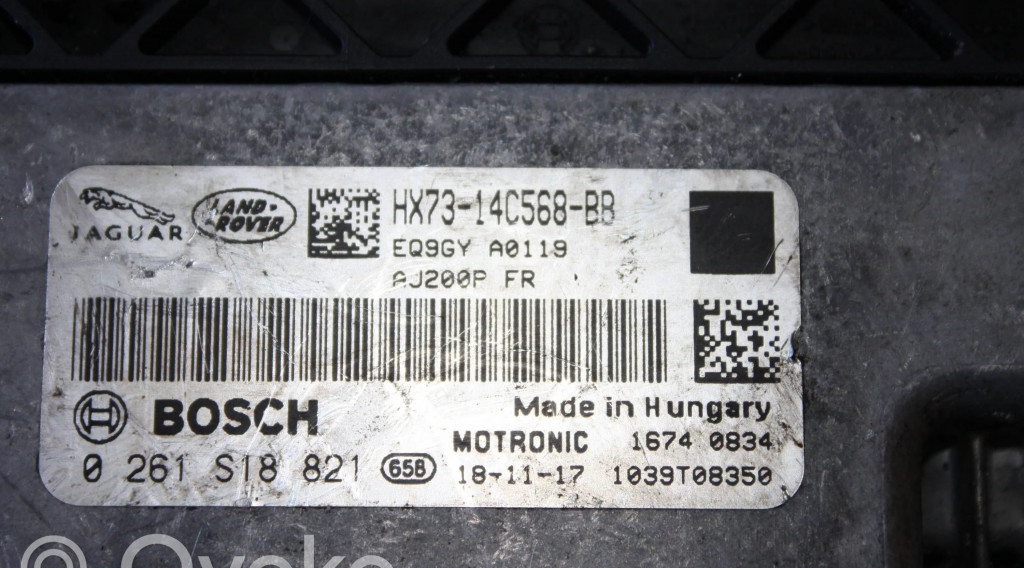 JAGUAR
LAND-
ROVER
HX73-14C568-BB
EQ9GY A0119
AJ200P FR
BOSCH
Made in Hungary
MOTRONIC 1674 0834
0 261 S18 821 658 18-11-17 1039T08350
Ovoko